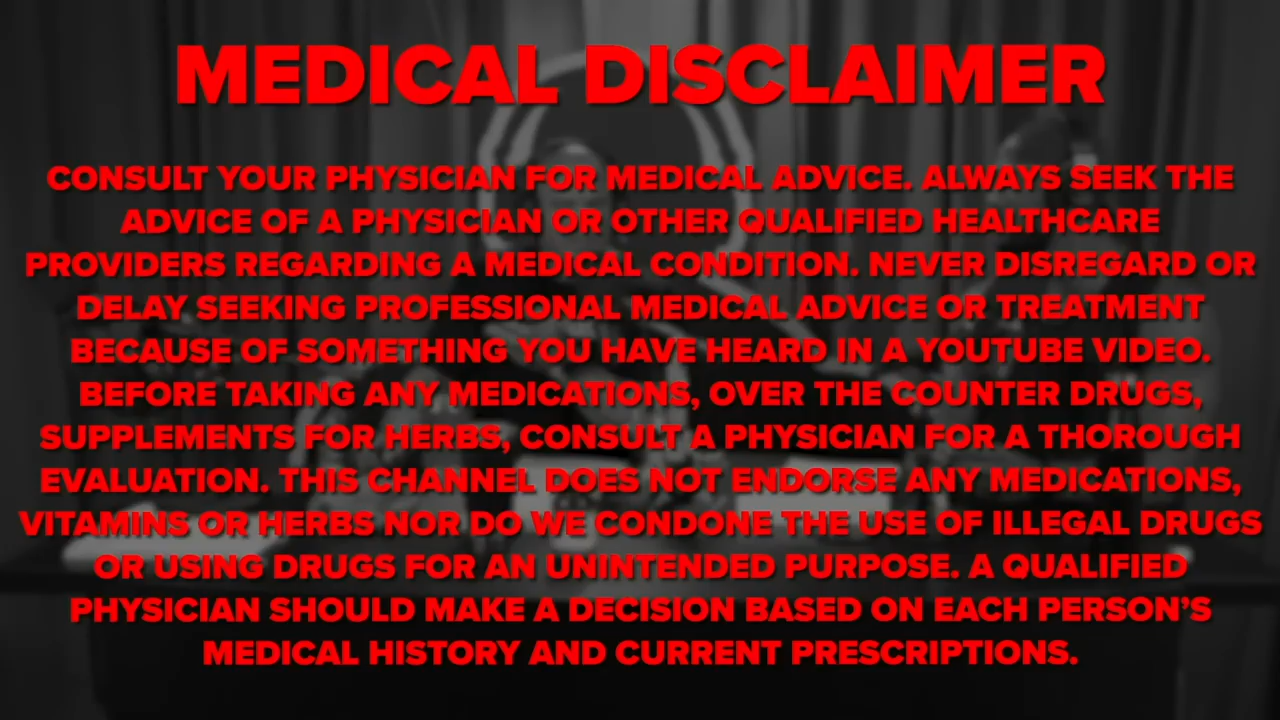 MEDICAL DISCLAIMER
CONSULT YOUR PHYSICIAN FOR MEDICAL ADVICE. ALWAYS SEEK THE
ADVICE OF A PHYSICIAN OR OTHER QUALIFIED HEALTHCARE
PROVIDERS REGARDING A MEDICAL CONDITION. NEVER DISREGARD OR
DELAY SEEKING PROFESSIONAL MEDICAL ADVICE OR TREATMENT
BECAUSE OF SOMETHING YOU HAVE HEARD IN A YOUTUBE VIDEO.
BEFORE TAKING ANY MEDICATIONS, OVER THE COUNTER DRUGS,
SUPPLEMENTS FOR HERBS, CONSULT A PHYSICIAN FOR A THOROUGH
EVALUATION. THIS CHANNEL DOES NOT ENDORSE ANY MEDICATIONS,
VITAMINS OR HERBS NOR DO WE CONDONE THE USE OF ILLEGAL DRUGS
OR USING DRUGS FOR AN UNINTENDED PURPOSE. A QUALIFIED
PHYSICIAN SHOULD MAKE A DECISION BASED ON EACH PERSON’S
MEDICAL HISTORY AND CURRENT PRESCRIPTIONS.